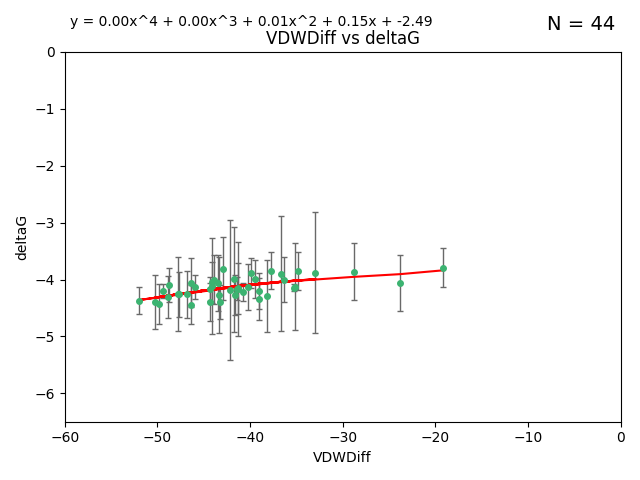 y = 0.00x^4 + 0.00x^3 + 0.01x^2 + 0.15x + -2.49
N = 44
VDWDiff vs deltaG
0
−1
−2
−3
−4
−5
−6
deltaG
−60 −50 −40 −30 −20 −10 0
VDWDiff